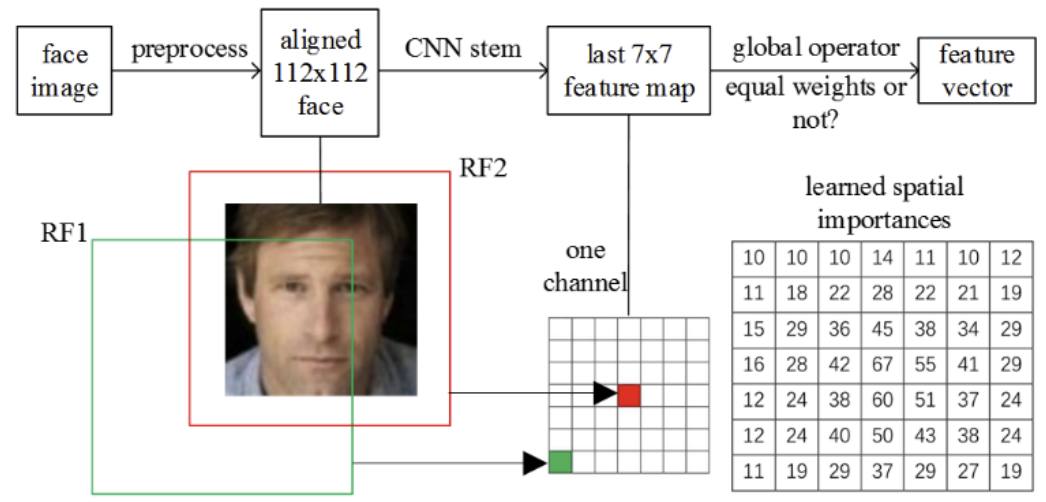 face
image
preprocess
aligned
112x112
face
CNN stem
last 7x7
feature map
global operator
equal weights or
not?
feature
vector
RF2
RF1
one
channel
learned spatial
importances
10 10 10 14 11 10 12
11 18 22 28 22 21 19
15 29 36 45 38 34 29
16 28 42 67 55 41 29
12 24 38 60 51 37 24
12 24 40 50 43 38 24
11 19 29 37 29 27 19